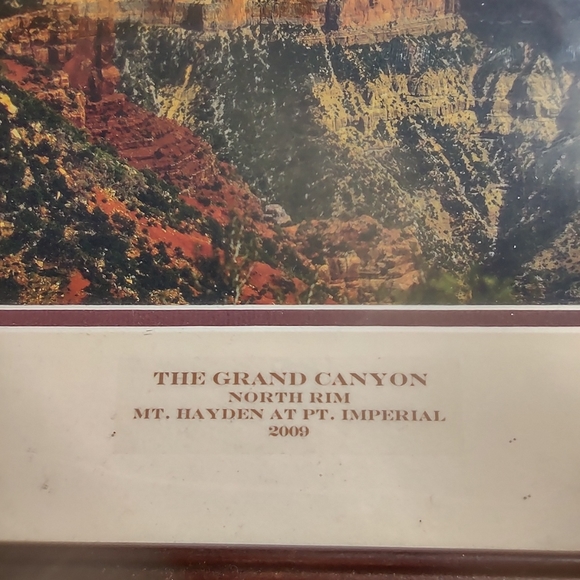 THE GRAND CANYON
NORTH RIM
MT. HAYDEN AT PT. IMPERIAL
2009